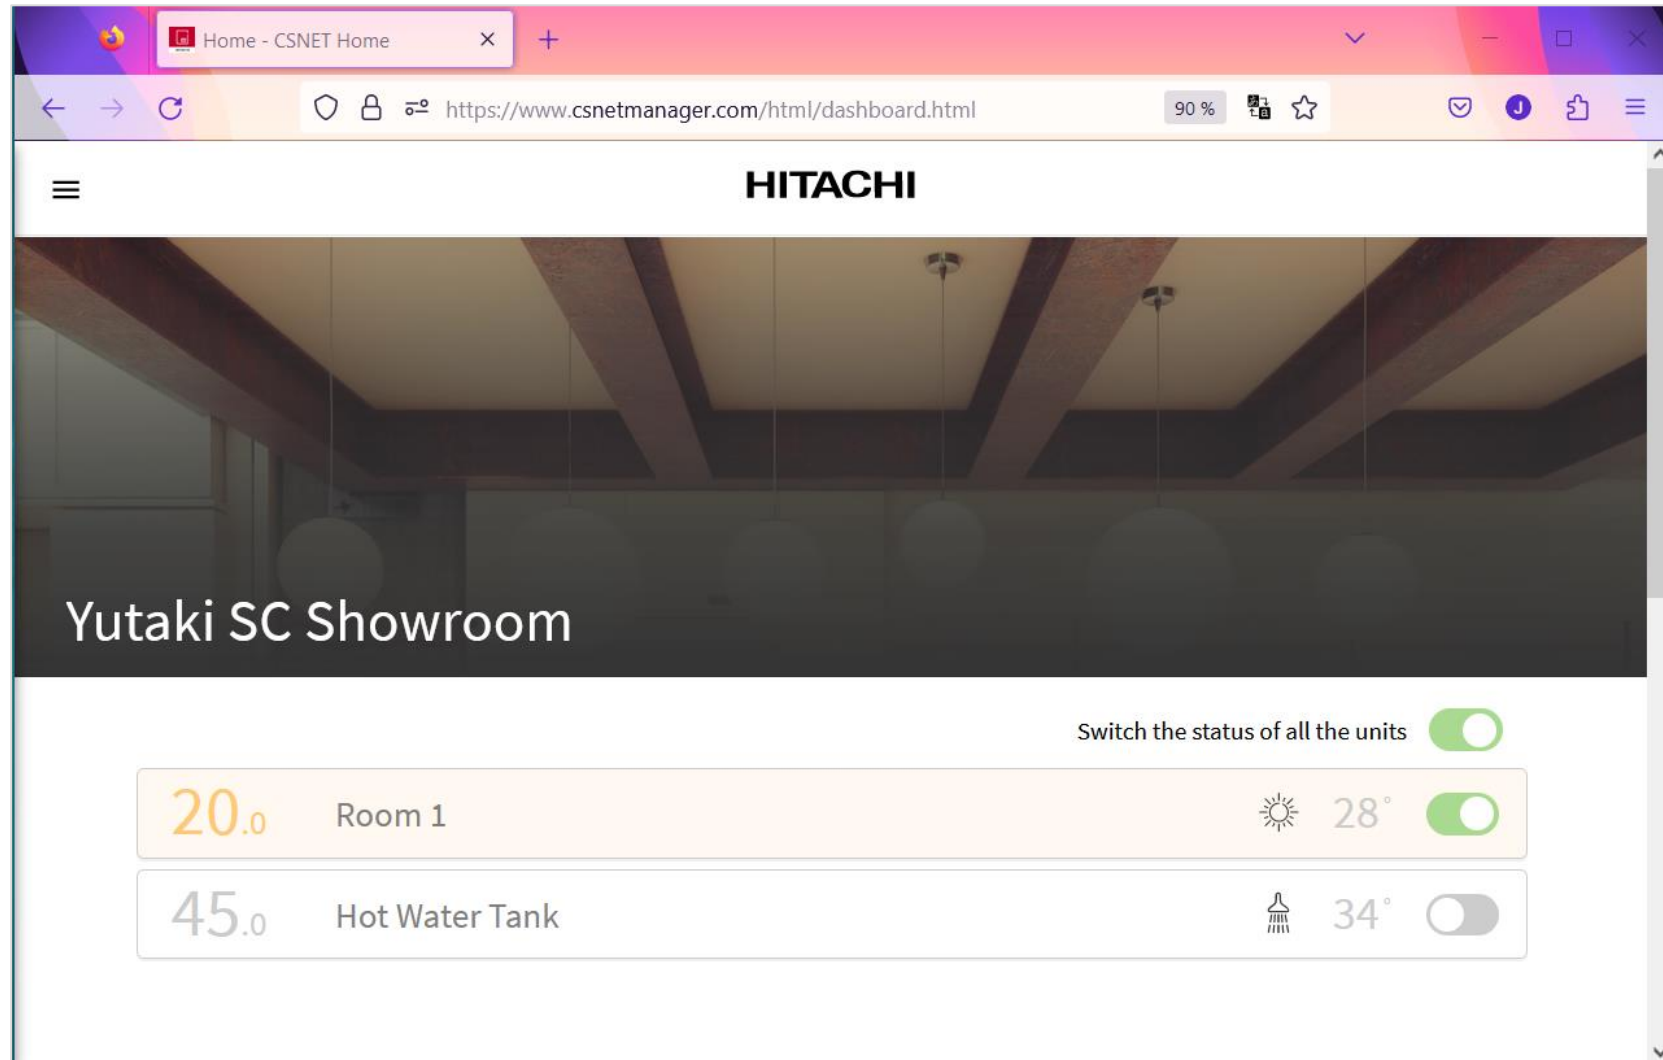 Home - CSNET Home
https://www.csnetmanager.com/html/dashboard.html
90 %
J
HITACHI
Yutaki SC Showroom
Switch the status of all the units
20.0 Room 1 28°
45.0 Hot Water Tank 34°